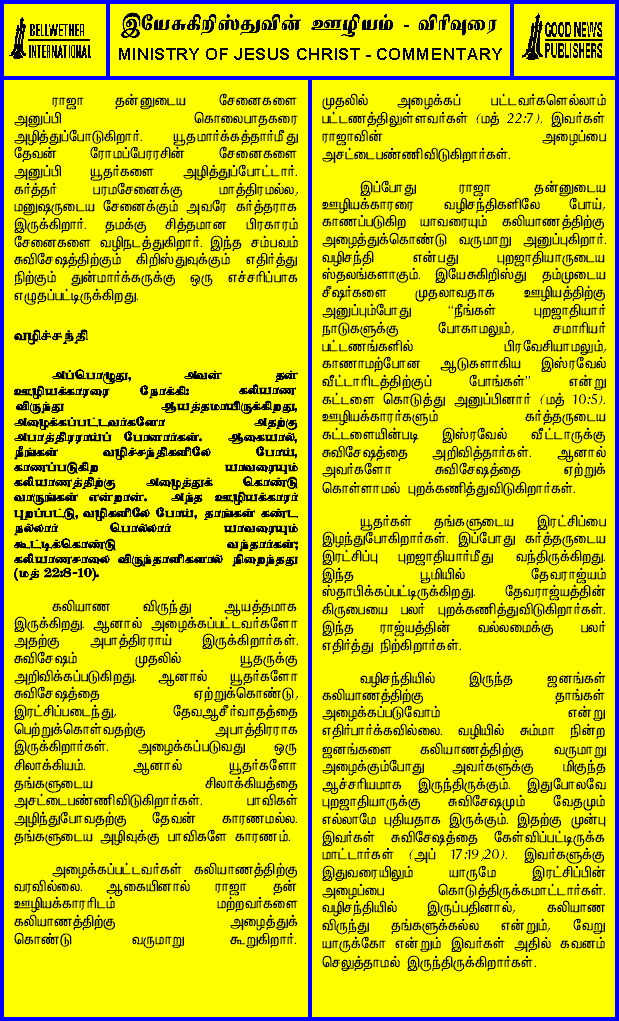 BELLWETHER
INTERNATIONAL
இயேசுகிறிஸ்துவின் ஊழியம் - விரிவுரை
MINISTRY OF JESUS CHRIST - COMMENTARY
GOOD NEWS
PUBLISHERS
ராஜா தன்னுடைய சேனைகளை
அனுப்பி கொலைபாதகரை
அழித்துப்போடுகிறார். யூதமார்க்கத்தார்மீது
தேவன் ரோமப்பேரரசின் சேனைகளை
அனுப்பி யூதர்களை அழித்துப்போட்டார்.
கர்த்தர் பரமசேனைக்கு மாத்திரமல்ல,
மனுஷருடைய சேனைக்கும் அவரே கர்த்தராக
இருக்கிறார். தமக்கு சித்தமான பிரகாரம்
சேனைகளை வழிநடத்துகிறார். இந்த சம்பவம்
சுவிசேஷத்திற்கும் கிறிஸ்துவுக்கும் எதிர்த்து
நிற்கும் துன்மார்க்கருக்கு ஒரு எச்சரிப்பாக
எழுதப்பட்டிருக்கிறது.
வழிச்சந்தி
அப்பொழுது, அவன் தன்
ஊழியக்காரரை நோக்கி: கலியாண
விருந்து ஆயத்தமாயிருக்கிறது,
அழைக்கப்பட்டவர்களோ அதற்கு
அபாத்திரராய்ப் போனார்கள். ஆகையால்,
நீங்கள் வழிச்சந்திகளிலே போய்,
காணப்படுகிற யாவரையும்
கலியாணத்திற்கு அழைத்துக் கொண்டு
வாருங்கள் என்றான். அந்த ஊழியக்காரர்
புறப்பட்டு, வழிகளிலே போய், தாங்கள் கண்ட
நல்லார் பொல்லார் யாவரையும்
கூட்டிக்கொண்டு வந்தார்கள்;
கலியாணசாலை விருந்தாளிகளால் நிறைந்தது
(மத் 22:8-10).
கலியாண விருந்து ஆயத்தமாக
இருக்கிறது. ஆனால் அழைக்கப்பட்டவர்களோ
அதற்கு அபாத்திரராய் இருக்கிறார்கள்.
சுவிசேஷம் முதலில் யூதருக்கு
அறிவிக்கப்படுகிறது. ஆனால் யூதர்களோ
சுவிசேஷத்தை ஏற்றுக்கொண்டு,
இரட்சிப்படைந்து, தேவஆசீர்வாதத்தை
பெற்றுக்கொள்வதற்கு அபாத்திரராக
இருக்கிறார்கள். அழைக்கப்படுவது ஒரு
சிலாக்கியம். ஆனால் யூதர்களோ
தங்களுடைய சிலாக்கியத்தை
அசட்டைபண்ணிவிடுகிறார்கள். பாவிகள்
அழிந்துபோவதற்கு தேவன் காரணமல்ல.
தங்களுடைய அழிவுக்கு பாவிகளே காரணம்.
அழைக்கப்பட்டவர்கள் கலியாணத்திற்கு
வரவில்லை. ஆகையினால் ராஜா தன்
ஊழியக்காரரிடம் மற்றவர்களை
கலியாணத்திற்கு அழைத்துக்
கொண்டு வருமாறு கூறுகிறார்.
முதலில் அழைக்கப் பட்டவர்களெல்லாம்
பட்டணத்திலுள்ளவர்கள் (மத் 22:7). இவர்கள்
ராஜாவின் அழைப்பை
அசட்டைபண்ணிவிடுகிறார்கள்.
இப்போது ராஜா தன்னுடைய
ஊழியக்காரரை வழிசந்திகளிலே போய்,
காணப்படுகிற யாவரையும் கலியாணத்திற்கு
அழைத்துக்கொண்டு வருமாறு அனுப்புகிறார்.
வழிசந்தி என்பது புறஜாதியாருடைய
ஸ்தலங்களாகும். இயேசுகிறிஸ்து தம்முடைய
சீஷர்களை முதலாவதாக ஊழியத்திற்கு
அனுப்பும்போது “நீங்கள் புறஜாதியார்
நாடுகளுக்கு போகாமலும், சமாரியர்
பட்டணங்களில் பிரவேசியாமலும்,
காணாமற்போன ஆடுகளாகிய இஸ்ரவேல்
வீட்டாரிடத்திற்குப் போங்கள்” என்று
கட்டளை கொடுத்து அனுப்பினார் (மத் 10:5).
ஊழியக்காரர்களும் கர்த்தருடைய
கட்டளையின்படி இஸ்ரவேல் வீட்டாருக்கு
சுவிசேஷத்தை அறிவித்தார்கள். ஆனால்
அவர்களோ சுவிசேஷத்தை ஏற்றுக்
கொள்ளாமல் புறக்கணித்துவிடுகிறார்கள்.
யூதர்கள் தங்களுடைய இரட்சிப்பை
இழந்துபோகிறார்கள். இப்போது கர்த்தருடைய
இரட்சிப்பு புறஜாதியார்மீது வந்திருக்கிறது.
இந்த பூமியில் தேவராஜ்யம்
ஸ்தாபிக்கப்பட்டிருக்கிறது. தேவராஜ்யத்தின்
கிருபையை பலர் புறக்கணித்துவிடுகிறார்கள்.
இந்த ராஜ்யத்தின் வல்லமைக்கு பலர்
எதிர்த்து நிற்கிறார்கள்.
வழிசந்தியில் இருந்த ஜனங்கள்
கலியாணத்திற்கு தாங்கள்
அழைக்கப்படுவோம் என்று
எதிர்பார்க்கவில்லை. வழியில் சும்மா நின்ற
ஜனங்களை கலியாணத்திற்கு வருமாறு
அழைக்கும்போது அவர்களுக்கு மிகுந்த
ஆச்சரியமாக இருந்திருக்கும். இதுபோலவே
புறஜாதியாருக்கு சுவிசேஷமும் வேதமும்
எல்லாமே புதியதாக இருக்கும். இதற்கு முன்பு
இவர்கள் சுவிசேஷத்தை கேள்விப்பட்டிருக்க
மாட்டார்கள் (அப் 17:19,20). இவர்களுக்கு
இதுவரையிலும் யாருமே இரட்சிப்பின்
அழைப்பை கொடுத்திருக்கமாட்டார்கள்.
வழிசந்தியில் இருப்பதினால், கலியாண
விருந்து தங்களுக்கல்ல என்றும், வேறு
யாருக்கோ என்றும் இவர்கள் அதில் கவனம்
செலுத்தாமல் இருந்திருக்கிறார்கள்.